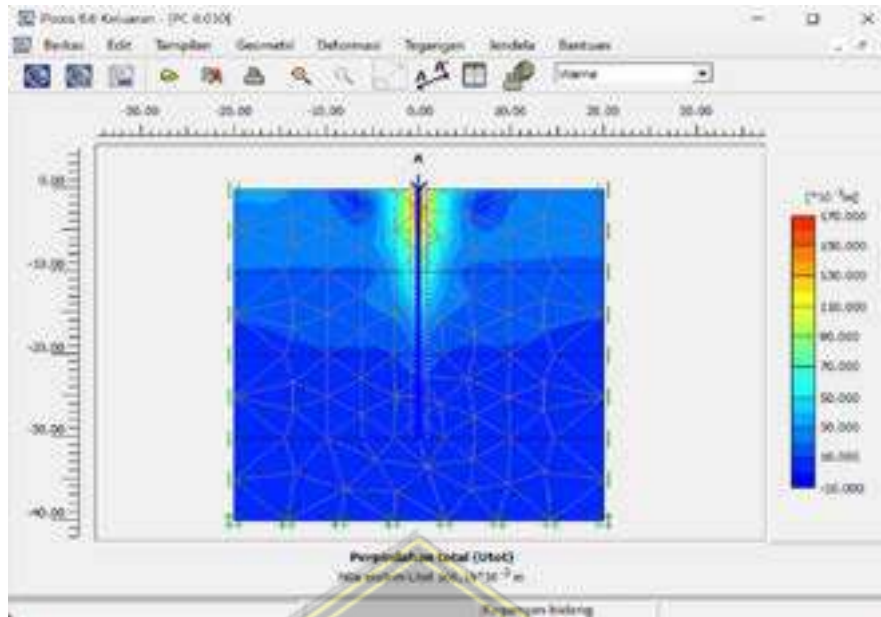 Plaxis 8.6 Keluaran - [PC 0.030]
Berkas Edit Tampilan Geometri Deformasi Tegangan Jendela Bantuan
Warna
-30.00 -20.00 -10.00 0.00 10.00 20.00 30.00
A
0.00
-10.00
-20.00
-30.00
-40.00
170.000
150.000
130.000
110.000
90.000
70.000
50.000
30.000
10.000
-10.000
Perpindahan total (Utot)
Regangan bidang